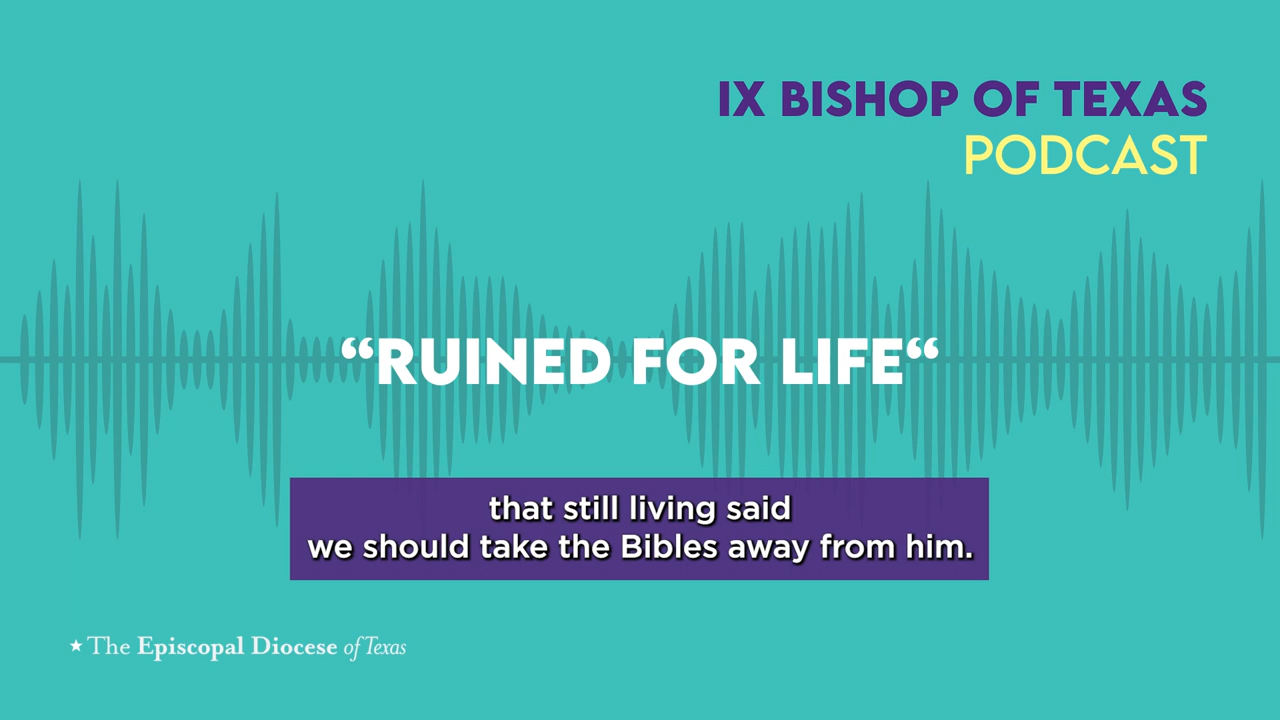 IX BISHOP OF TEXAS
PODCAST
“RUINED FOR LIFE“
that still living said
we should take the Bibles away from him.
The Episcopal Diocese of Texas